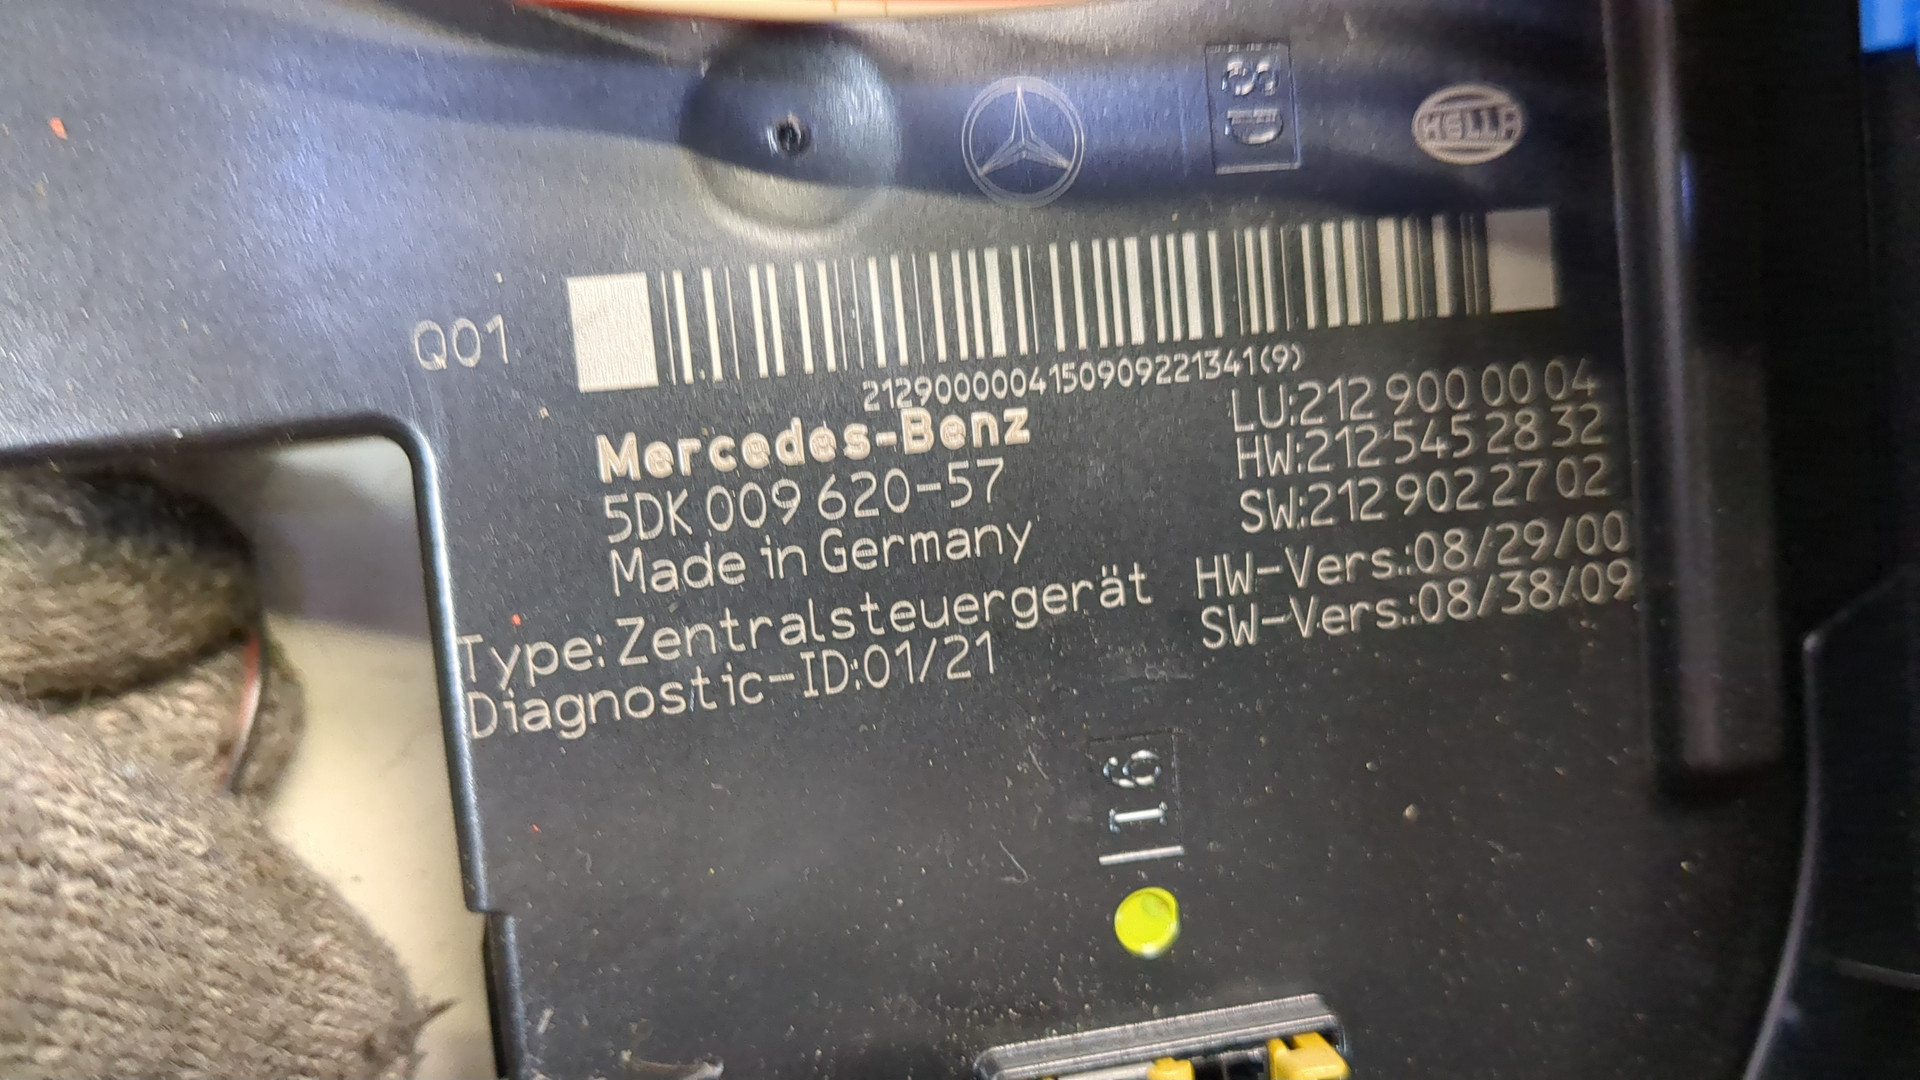 HELLA
Q01
2129000004150909221341(9)
Mercedes-Benz
5DK 009 620-57
Made in Germany
Type: Zentralsteuergerät
Diagnostic-ID:01/21
LU:212 900 00 04
HW:212 545 28 32
SW:212 902 27 02
HW-Vers.:08/29/00
SW-Vers.:08/38/09
16